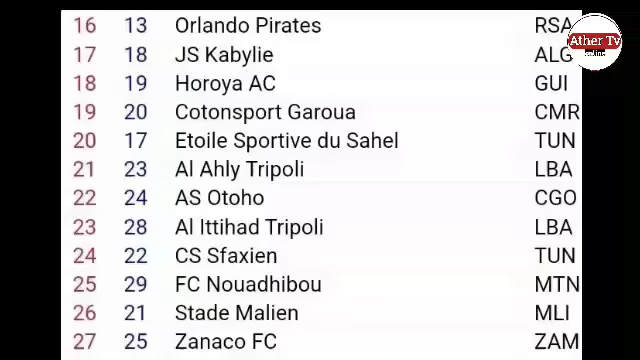 16 13 Orlando Pirates RSA
17 18 JS Kabylie ALG
18 19 Horoya AC GUI
19 20 Cotonsport Garoua CMR
20 17 Etoile Sportive du Sahel TUN
21 23 Al Ahly Tripoli LBA
22 24 AS Otoho CGO
23 28 Al Ittihad Tripoli LBA
24 22 CS Sfaxien TUN
25 29 FC Nouadhibou MTN
26 21 Stade Malien MLI
27 25 Zanaco FC ZAM
Ather Tv
online